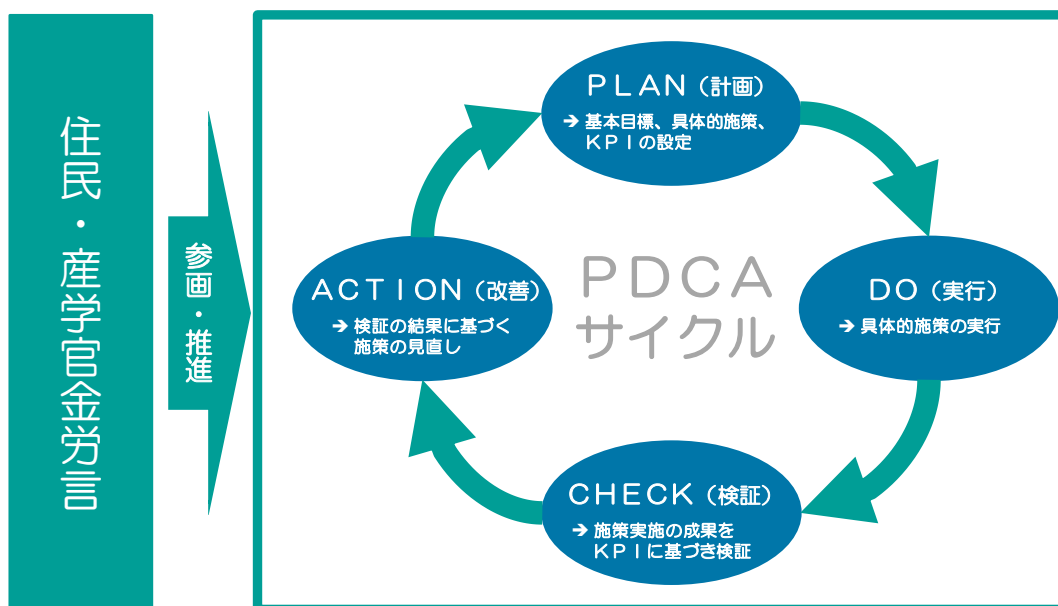 住民・産学官金労言
参画・推進
PLAN（計画）
➔ 基本目標、具体的施策、
KPIの設定
DO（実行）
➔ 具体的施策の実行
CHECK（検証）
➔ 施策実施の成果を
KPIに基づき検証
ACTION（改善）
➔ 検証の結果に基づく
施策の見直し
PDCA
サイクル